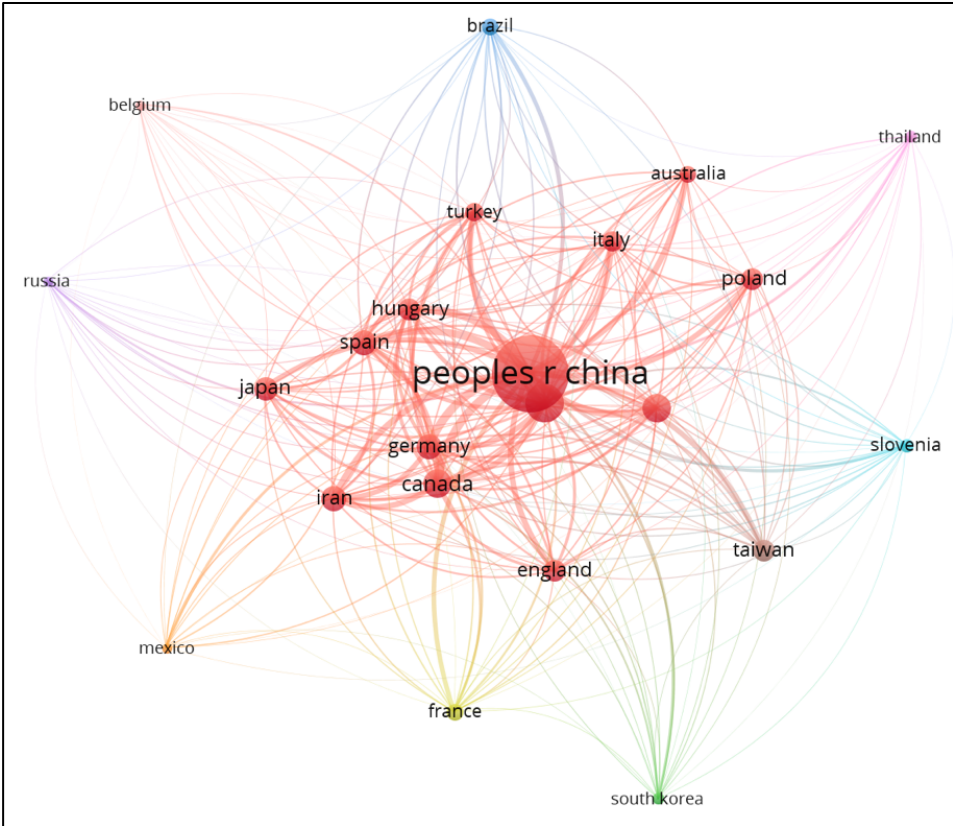 brazil
belgium
thailand
australia
turkey
italy
poland
russia
hungary
spain
peoples r china
japan
germany
slovenia
canada
iran
taiwan
england
mexico
france
south korea